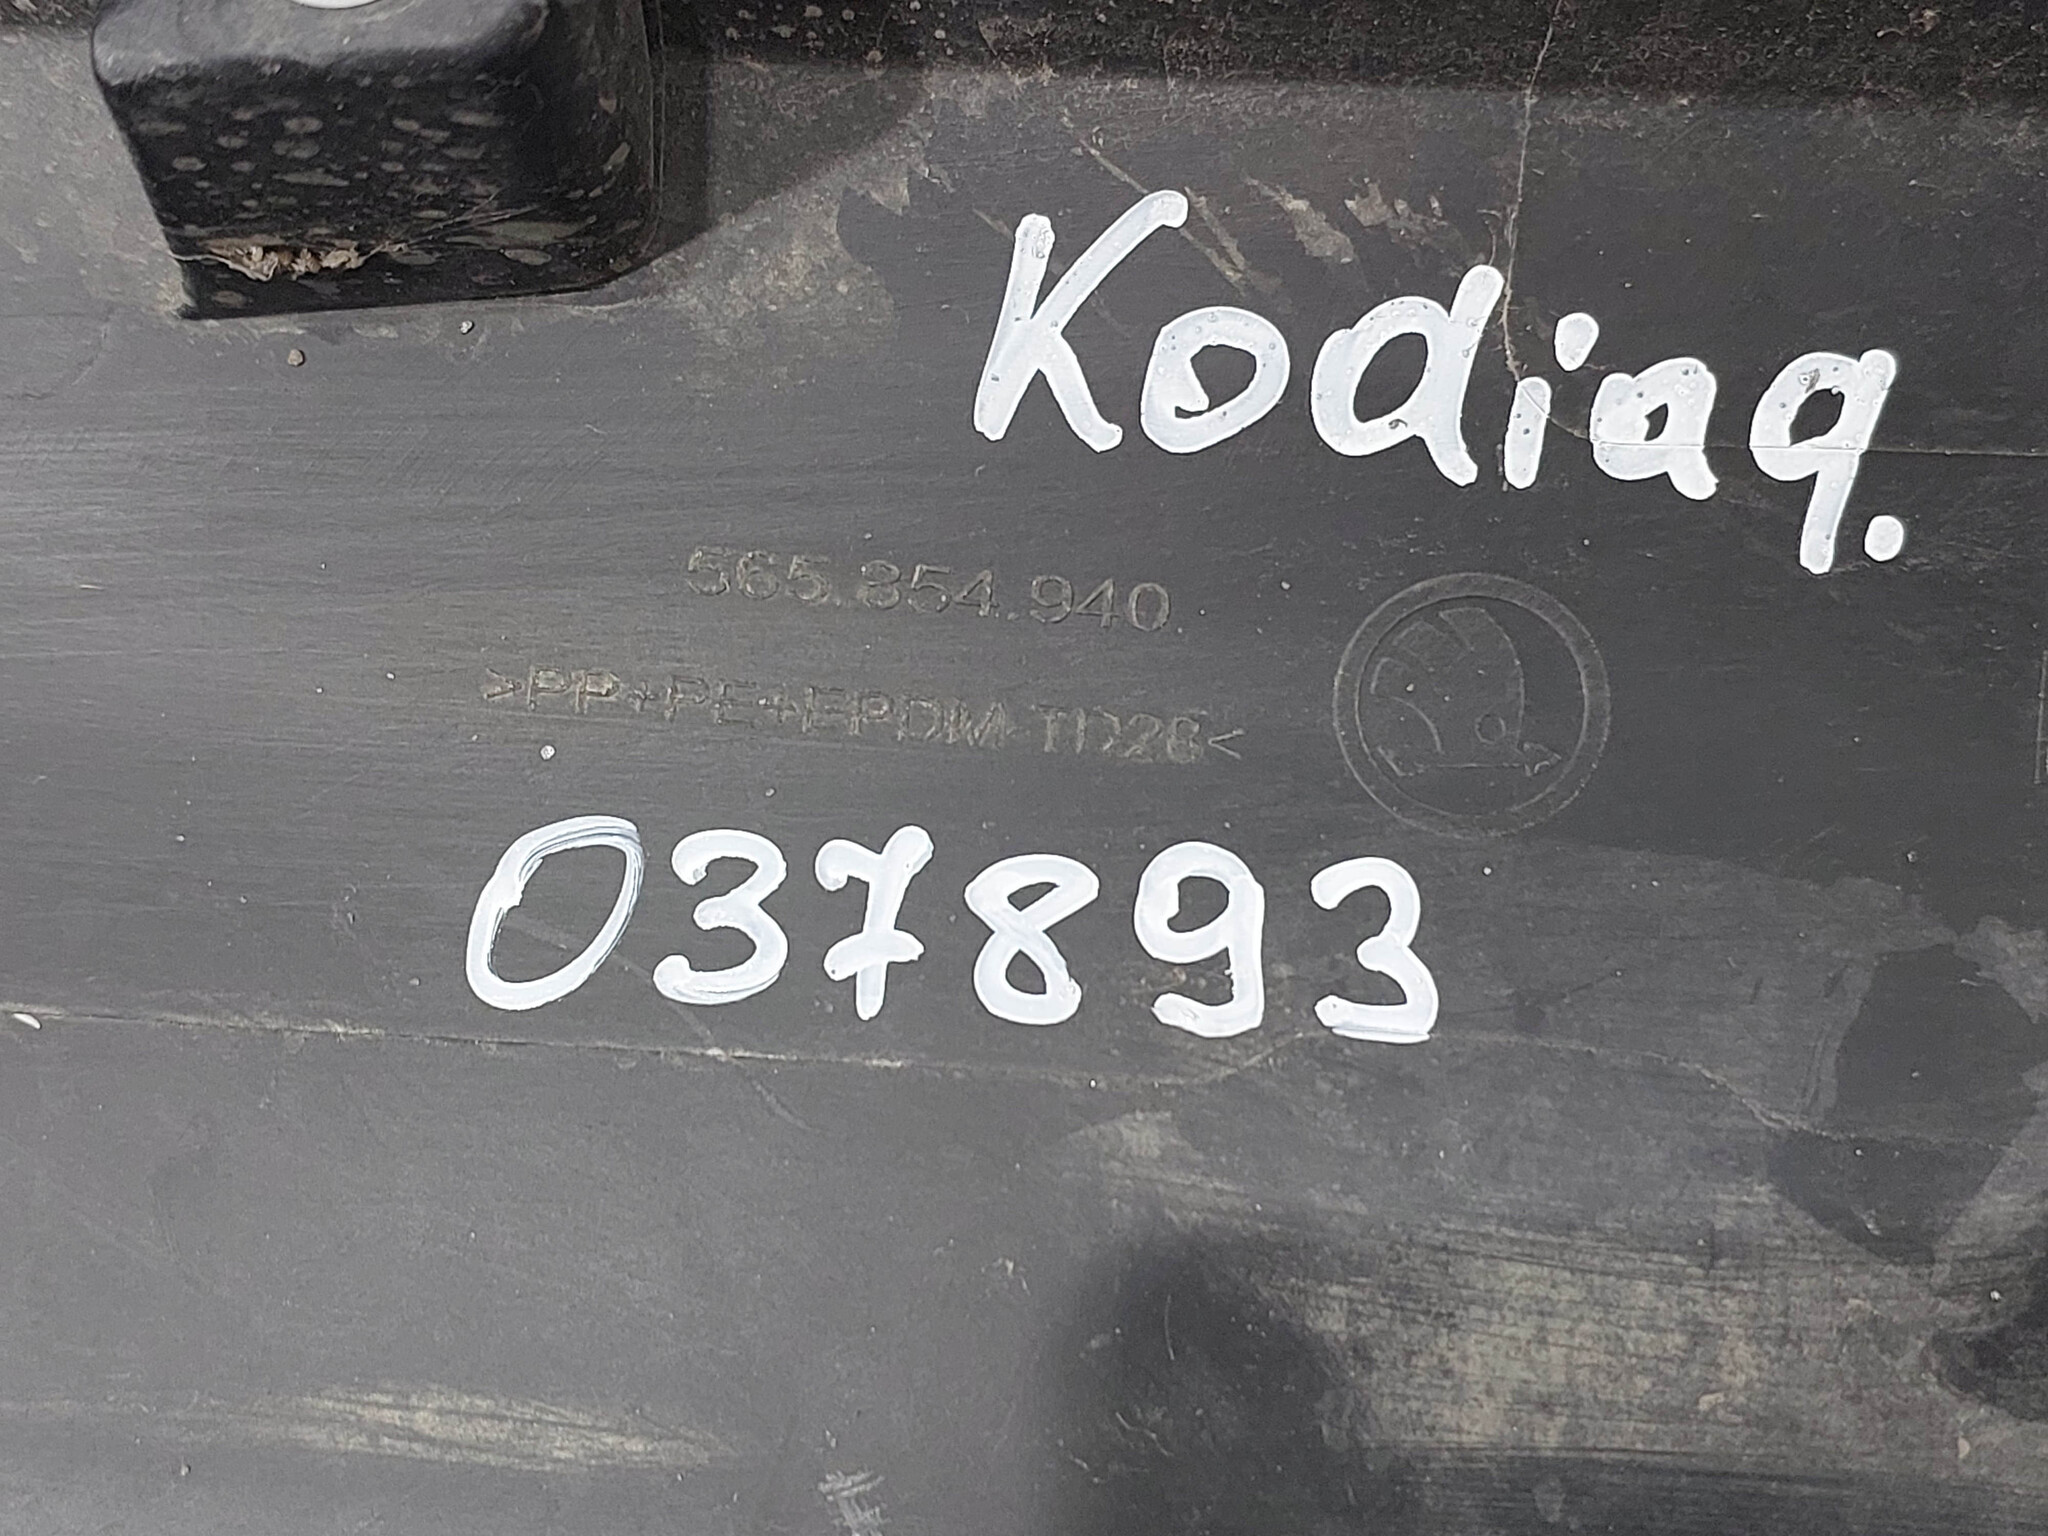 Kodiaq.
565.854.940
>PP+PE+EPDM-TD26<
037893